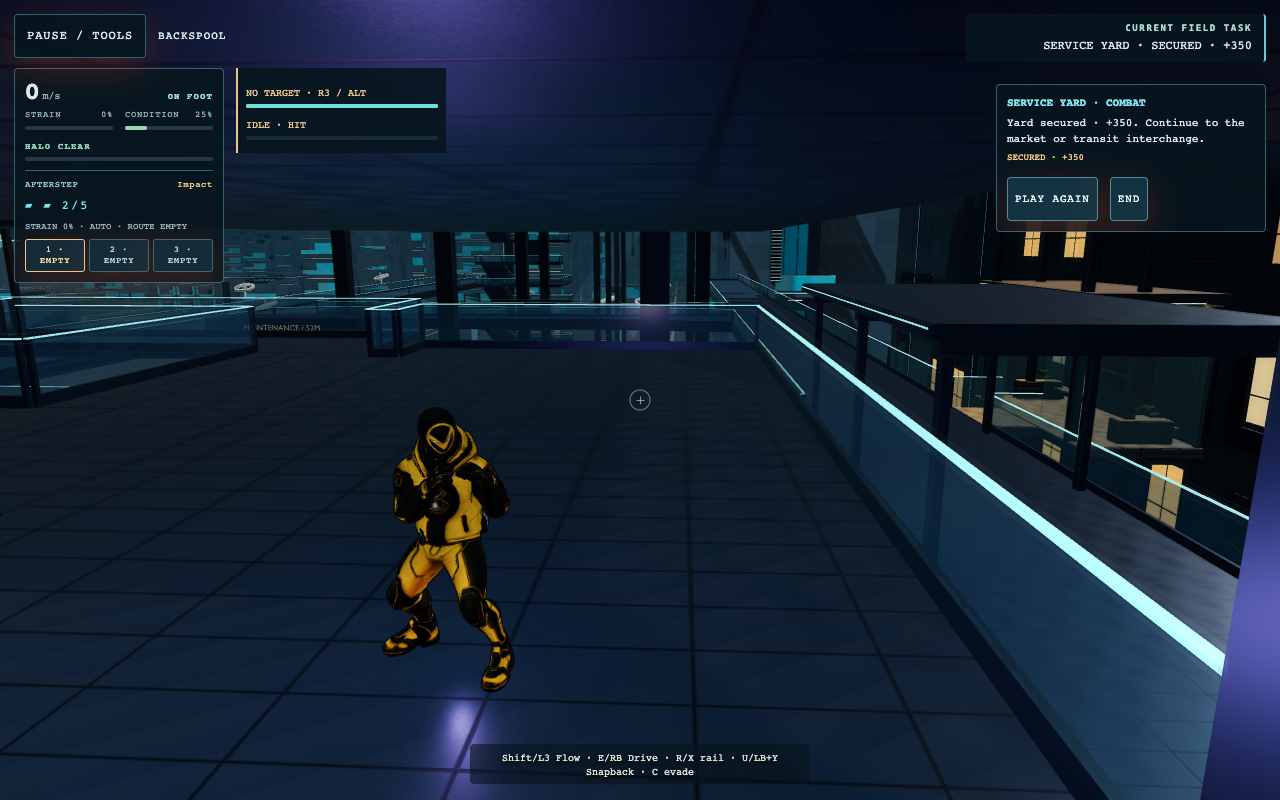 PAUSE / TOOLS
BACKSPOOL
CURRENT FIELD TASK
SERVICE YARD · SECURED · +350
0 m/s
ON FOOT
STRAIN 0%
CONDITION 25%
HALO CLEAR
AFTERSTEP
Impact
2/5
STRAIN 0% · AUTO · ROUTE EMPTY
1 · EMPTY
2 · EMPTY
3 · EMPTY
NO TARGET · R3 / ALT
IDLE · HIT
SERVICE YARD · COMBAT
Yard secured · +350. Continue to the
market or transit interchange.
SECURED · +350
PLAY AGAIN
END
MAINTENANCE / 52M
Shift/L3 Flow · E/RB Drive · R/X rail · U/LB+Y
Snapback · C evade